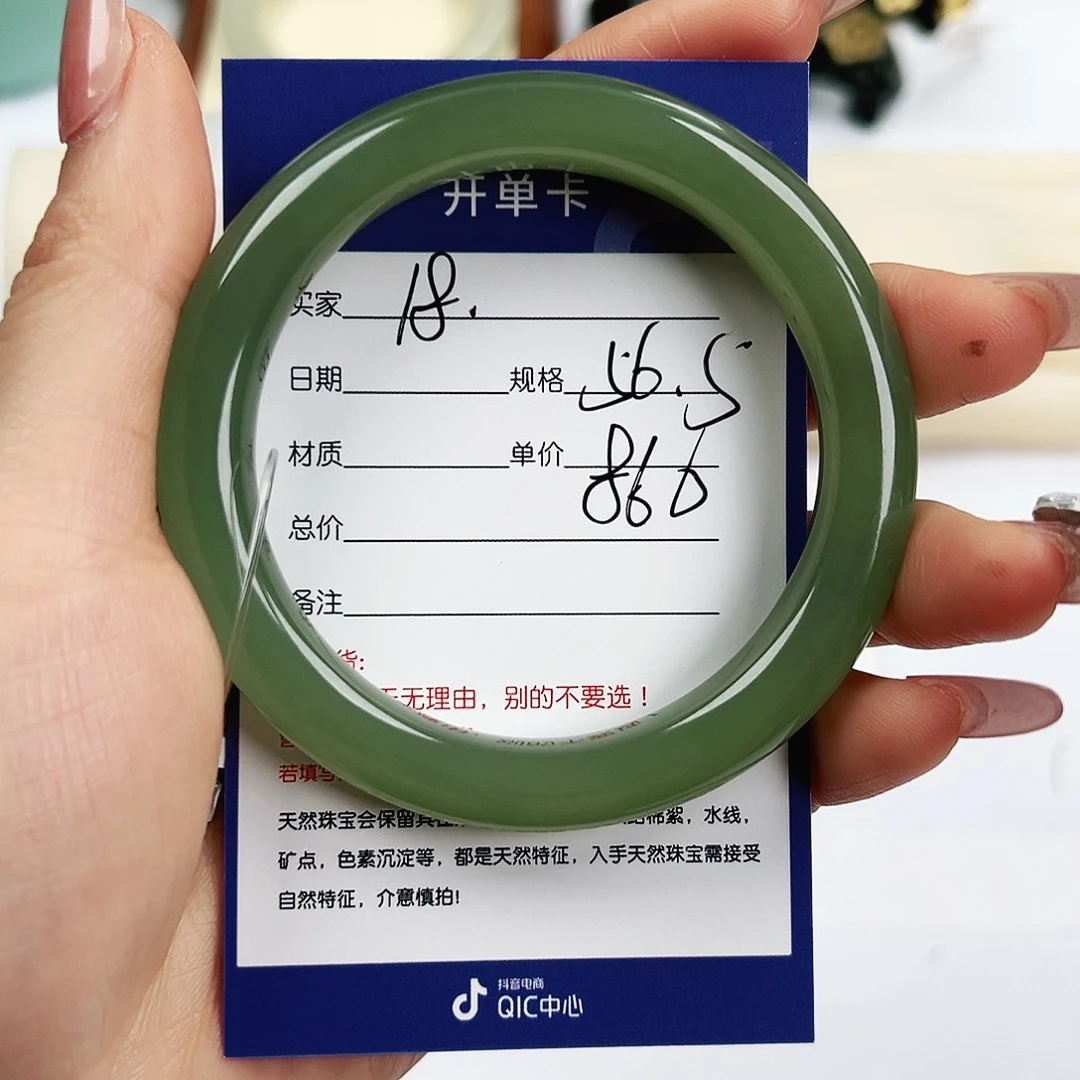 开单卡
买家 18.
日期 规格 56.5
材质 单价 860
总价
备注
货:
无理由，别的不要选！
若填写
天然珠宝会保留其 棉絮，水线，
矿点，色素沉淀等，都是天然特征，入手天然珠宝需接受
自然特征，介意慎拍!
抖音电商
QIC中心